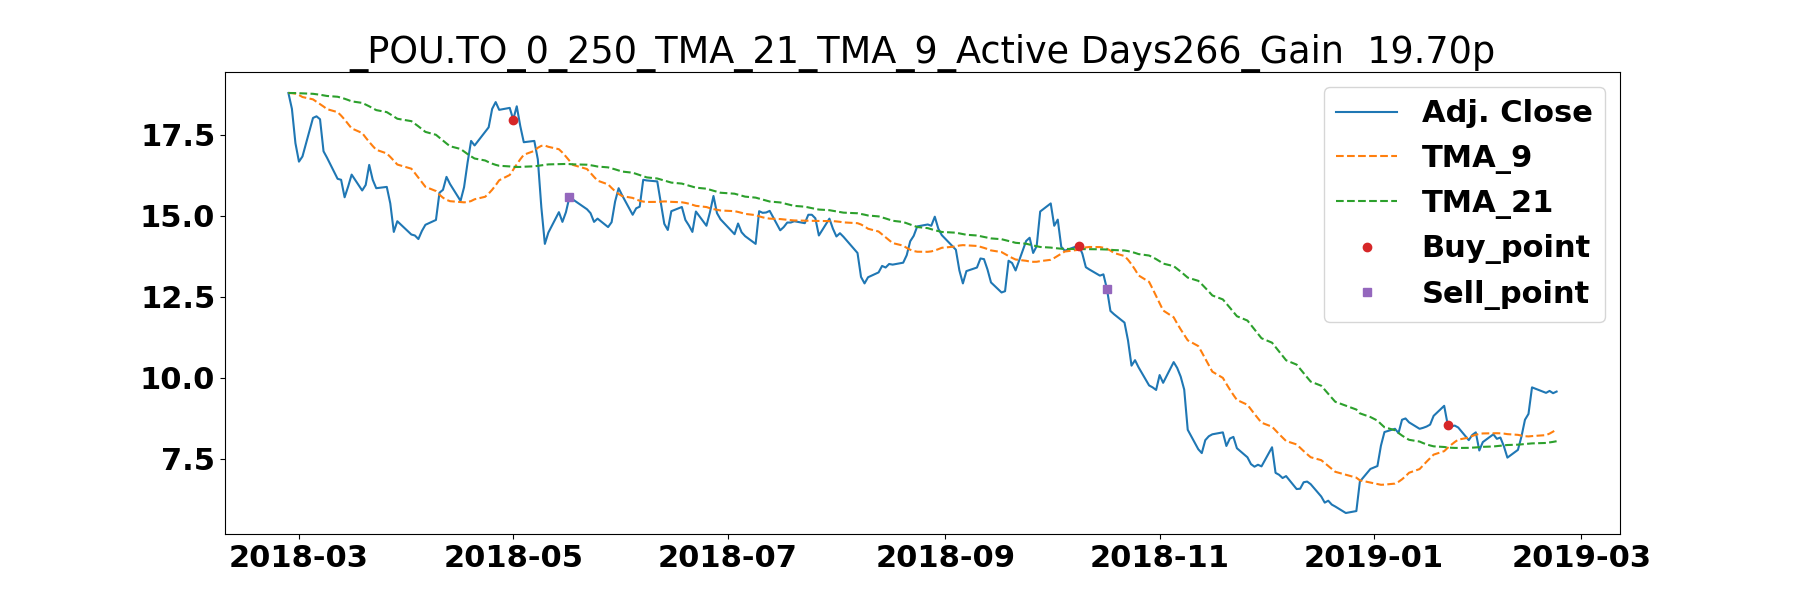 _POU.TO_0_250_TMA_21_TMA_9_Active Days266_Gain  19.70p
Adj. Close
TMA_9
TMA_21
Buy_point
Sell_point
17.5
15.0
12.5
10.0
7.5
2018-03 2018-05 2018-07 2018-09 2018-11 2019-01 2019-03